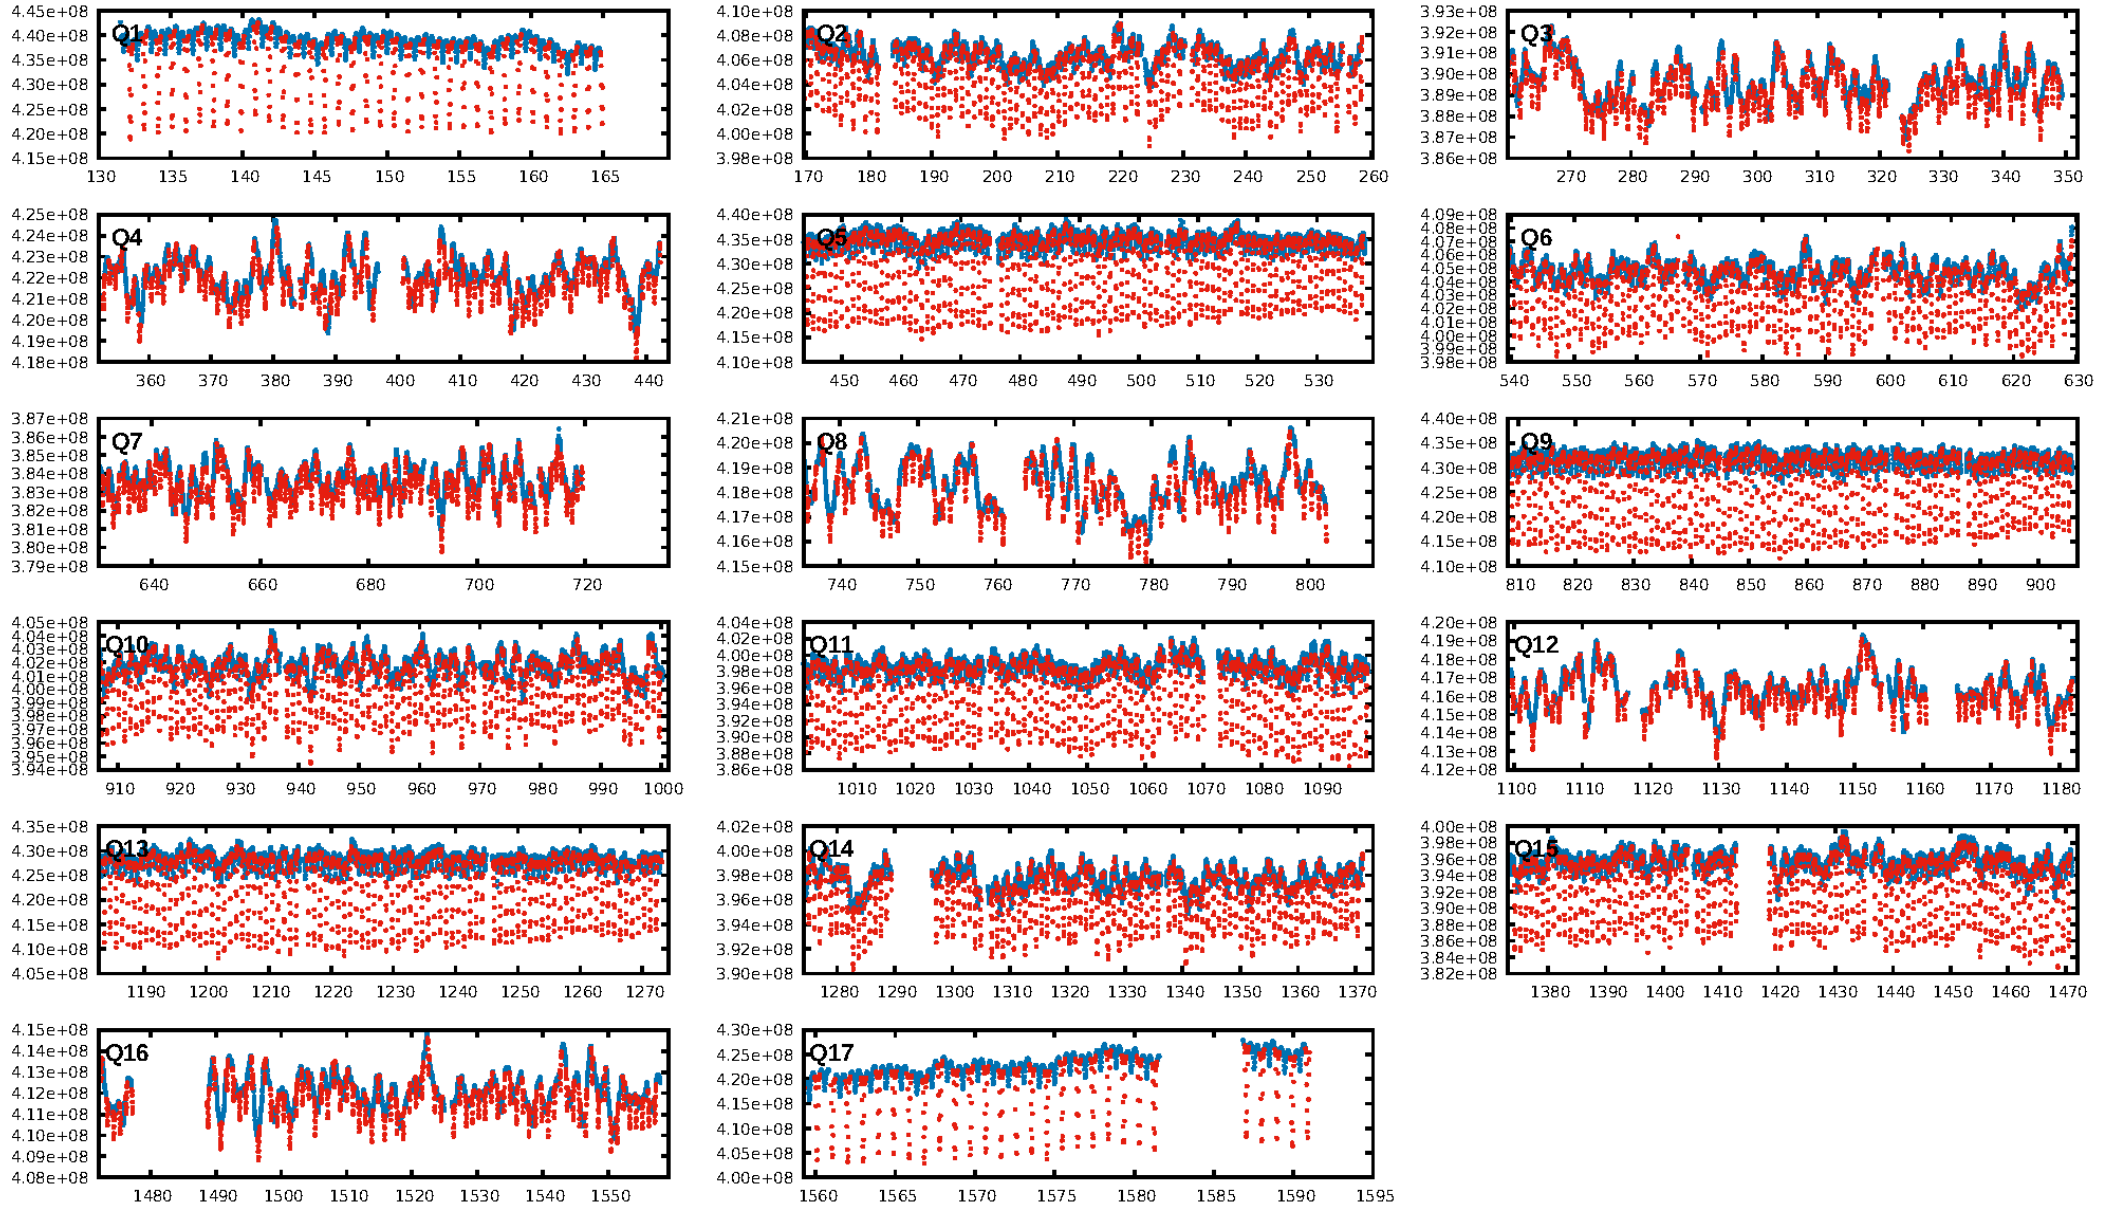 4.45e+08 4.40e+08 4.35e+08 4.30e+08 4.25e+08 4.20e+08 4.15e+08
Q1
130 135 140 145 150 155 160 165
4.10e+08 4.08e+08 4.06e+08 4.04e+08 4.02e+08 4.00e+08 3.98e+08
Q2
170 180 190 200 210 220 230 240 250 260
3.93e+08 3.92e+08 3.91e+08 3.90e+08 3.89e+08 3.88e+08 3.87e+08 3.86e+08
Q3
270 280 290 300 310 320 330 340 350
4.25e+08 4.24e+08 4.23e+08 4.22e+08 4.21e+08 4.20e+08 4.19e+08 4.18e+08
Q4
360 370 380 390 400 410 420 430 440
4.40e+08 4.35e+08 4.30e+08 4.25e+08 4.20e+08 4.15e+08 4.10e+08
Q5
450 460 470 480 490 500 510 520 530
4.09e+08 4.08e+08 4.07e+08 4.06e+08 4.05e+08 4.04e+08 4.03e+08 4.02e+08 4.01e+08 4.00e+08 3.99e+08 3.98e+08
Q6
540 550 560 570 580 590 600 610 620 630
3.87e+08 3.86e+08 3.85e+08 3.84e+08 3.83e+08 3.82e+08 3.81e+08 3.80e+08 3.79e+08
Q7
640 660 680 700 720
4.21e+08 4.20e+08 4.19e+08 4.18e+08 4.17e+08 4.16e+08 4.15e+08
Q8
740 750 760 770 780 790 800
4.40e+08 4.35e+08 4.30e+08 4.25e+08 4.20e+08 4.15e+08 4.10e+08
Q9
810 820 830 840 850 860 870 880 890 900
4.05e+08 4.04e+08 4.03e+08 4.02e+08 4.01e+08 4.00e+08 3.99e+08 3.98e+08 3.97e+08 3.96e+08 3.95e+08 3.94e+08
Q10
910 920 930 940 950 960 970 980 990 1000
4.04e+08 4.02e+08 4.00e+08 3.98e+08 3.96e+08 3.94e+08 3.92e+08 3.90e+08 3.88e+08 3.86e+08
Q11
1010 1020 1030 1040 1050 1060 1070 1080 1090
4.20e+08 4.19e+08 4.18e+08 4.17e+08 4.16e+08 4.15e+08 4.14e+08 4.13e+08 4.12e+08
Q12
1100 1110 1120 1130 1140 1150 1160 1170 1180
4.35e+08 4.30e+08 4.25e+08 4.20e+08 4.15e+08 4.10e+08 4.05e+08
Q13
1190 1200 1210 1220 1230 1240 1250 1260 1270
4.02e+08 4.00e+08 3.98e+08 3.96e+08 3.94e+08 3.92e+08 3.90e+08
Q14
1280 1290 1300 1310 1320 1330 1340 1350 1360 1370
4.00e+08 3.98e+08 3.96e+08 3.94e+08 3.92e+08 3.90e+08 3.88e+08 3.86e+08 3.84e+08 3.82e+08
Q15
1380 1390 1400 1410 1420 1430 1440 1450 1460 1470
4.15e+08 4.14e+08 4.13e+08 4.12e+08 4.11e+08 4.10e+08 4.09e+08 4.08e+08
Q16
1480 1490 1500 1510 1520 1530 1540 1550
4.30e+08 4.25e+08 4.20e+08 4.15e+08 4.10e+08 4.05e+08 4.00e+08
Q17
1560 1565 1570 1575 1580 1585 1590 1595